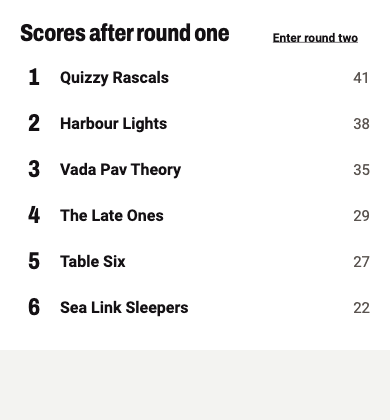 Scores after round one
Enter round two
1 Quizzy Rascals 41
2 Harbour Lights 38
3 Vada Pav Theory 35
4 The Late Ones 29
5 Table Six 27
6 Sea Link Sleepers 22